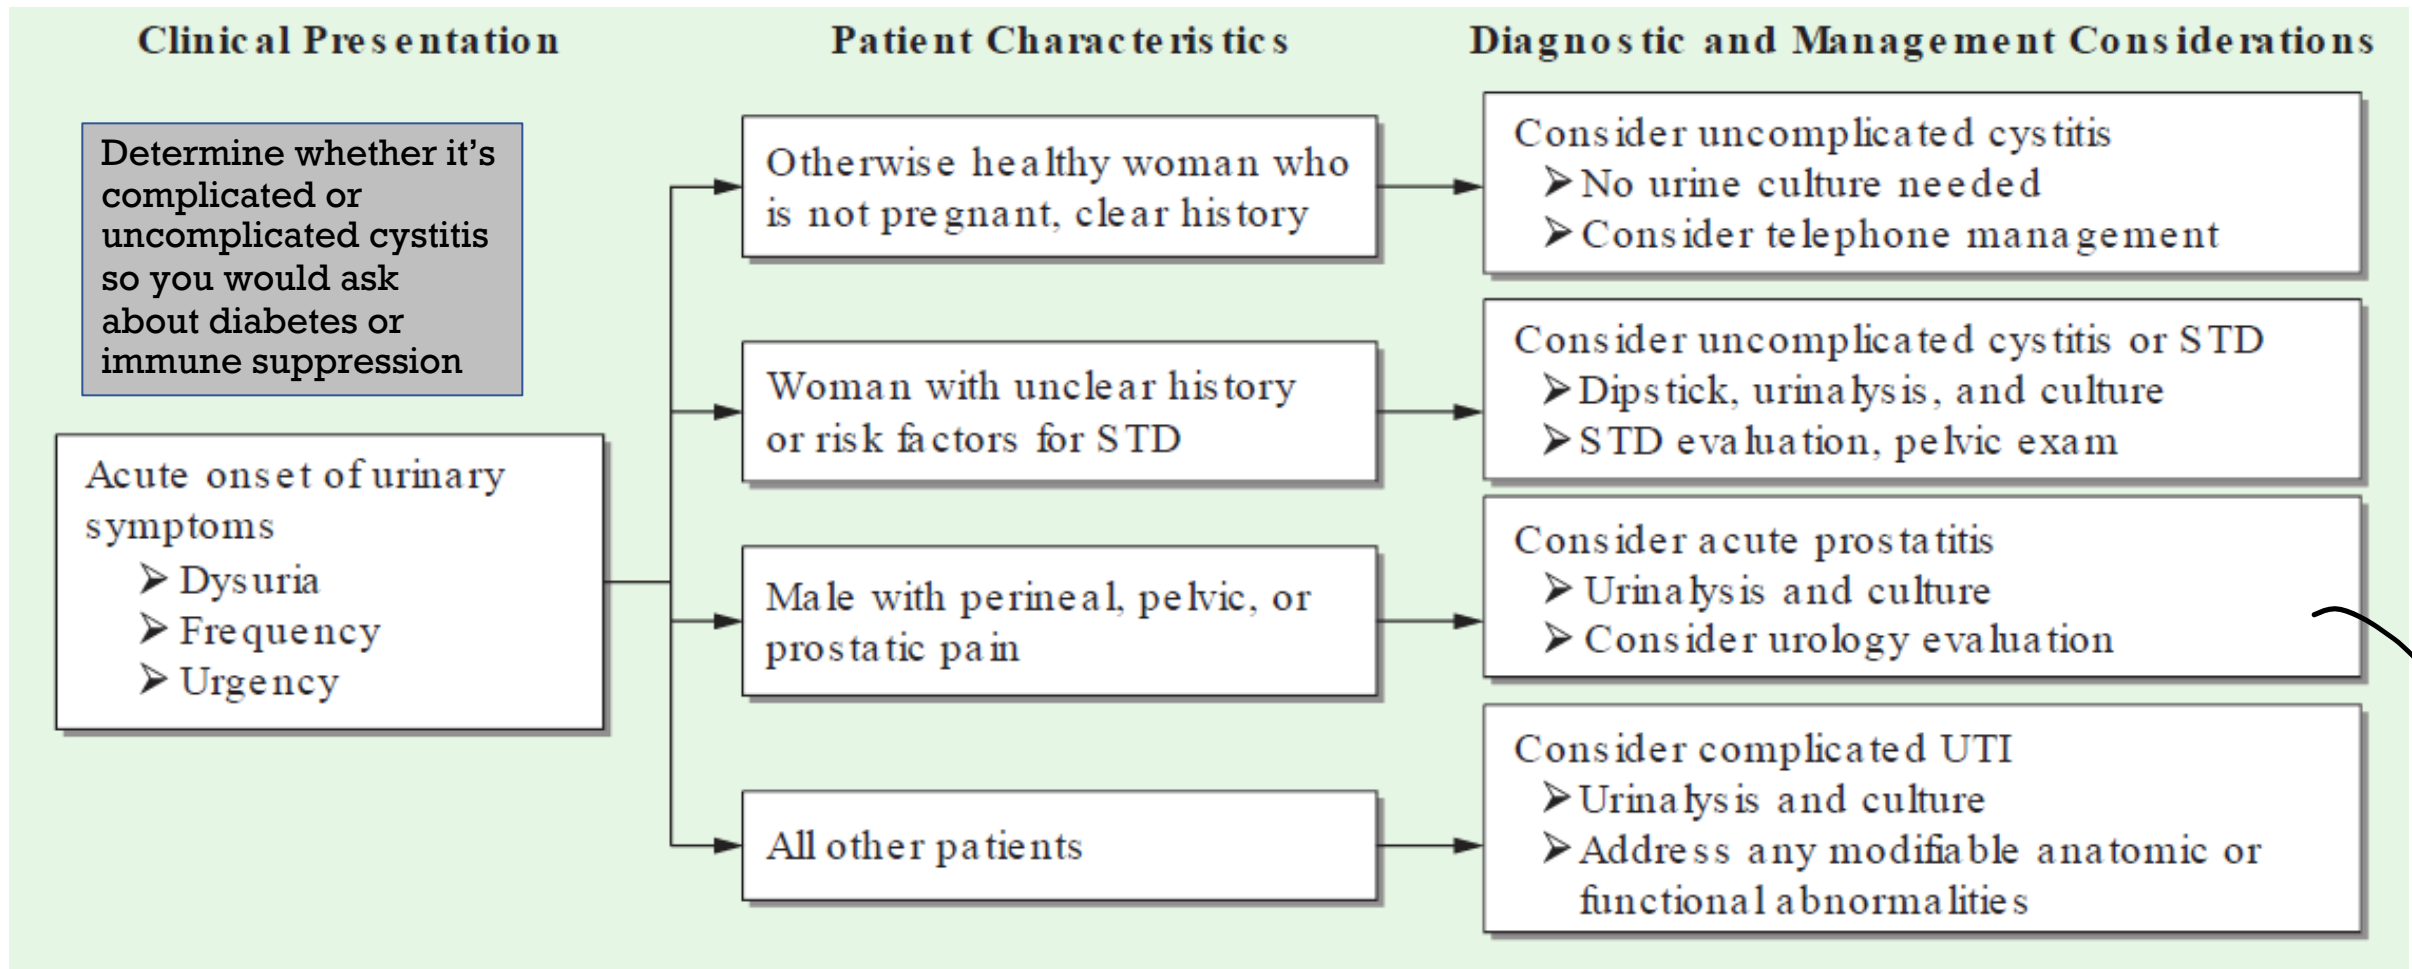 Clinical Presentation
Patient Characteristics
Diagnostic and Management Considerations
Determine whether it’s
complicated or
uncomplicated cystitis
so you would ask
about diabetes or
immune suppression
Acute onset of urinary
symptoms
➢ Dysuria
➢ Frequency
➢ Urgency
Otherwise healthy woman who
is not pregnant, clear history
Consider uncomplicated cystitis
➢ No urine culture needed
➢ Consider telephone management
Woman with unclear history
or risk factors for STD
Consider uncomplicated cystitis or STD
➢ Dipstick, urinalysis, and culture
➢ STD evaluation, pelvic exam
Male with perineal, pelvic, or
prostatic pain
Consider acute prostatitis
➢ Urinalysis and culture
➢ Consider urology evaluation
All other patients
Consider complicated UTI
➢ Urinalysis and culture
➢ Address any modifiable anatomic or
functional abnormalities